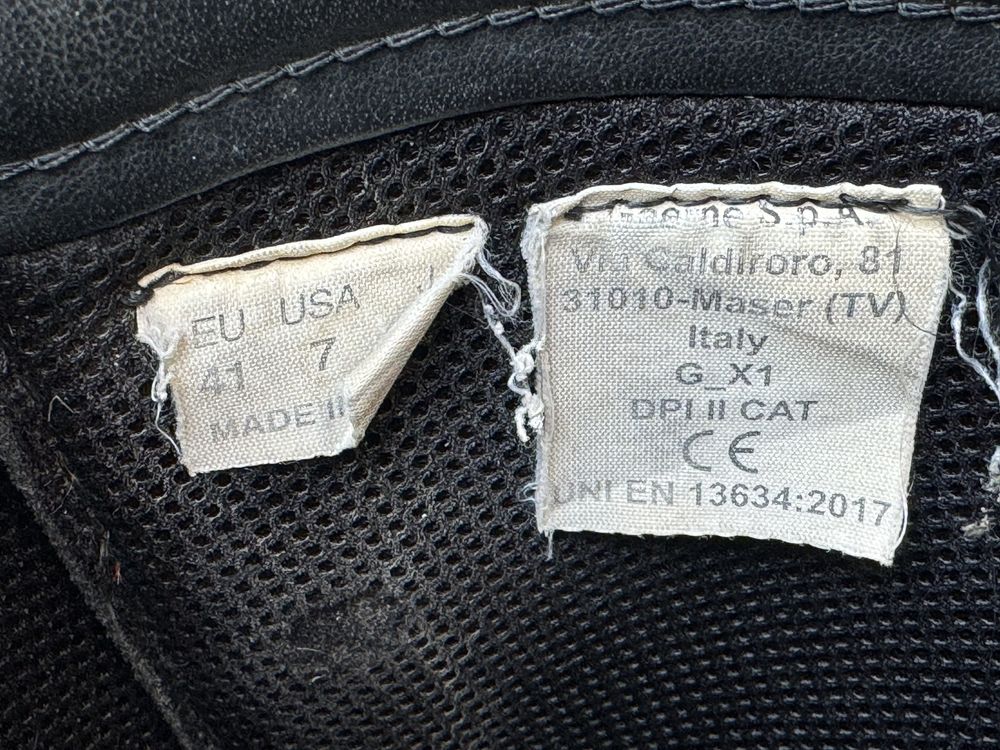 EU USA
41 7
MADE I
Gaerne S.p.A.
Via Caldiroro, 81
31010-Maser (TV)
Italy
G_X1
DPI II CAT
CE
UNI EN 13634:2017